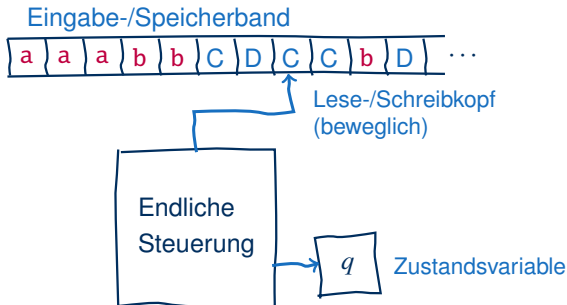 Eingabe-/Speicherband
a a a b b C D C C b D ...
Lese-/Schreibkopf
(beweglich)
Endliche
Steuerung
q
Zustandsvariable